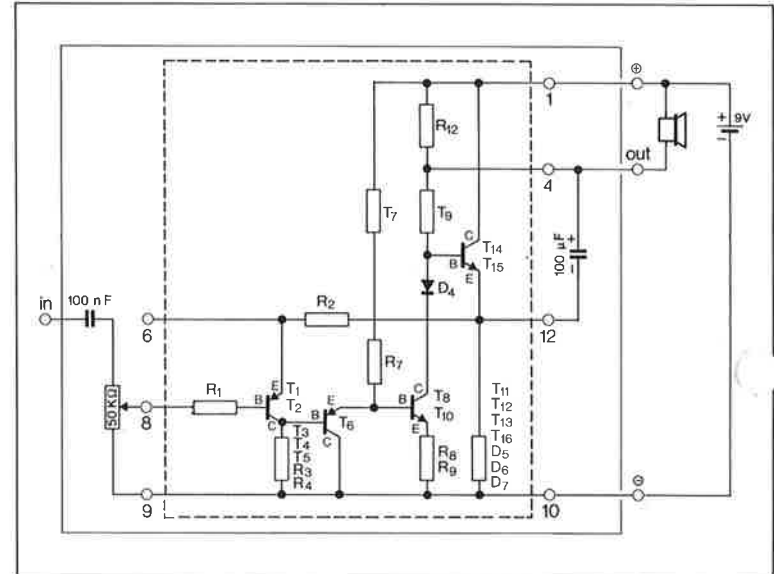 ⊕
1
+
9V
−
R12
out
4
T7
T9
C
T14
B
T15
E
100 µF
+
−
D4
in
100 nF
R2
6
12
R7
50 KΩ
8
R1
E
T1
B
T2
C
T3
T4
T5
R3
R4
E
B
T6
C
C
T8
B
T10
E
R8
R9
T11
T12
T13
T16
D5
D6
D7
9
10
⊖